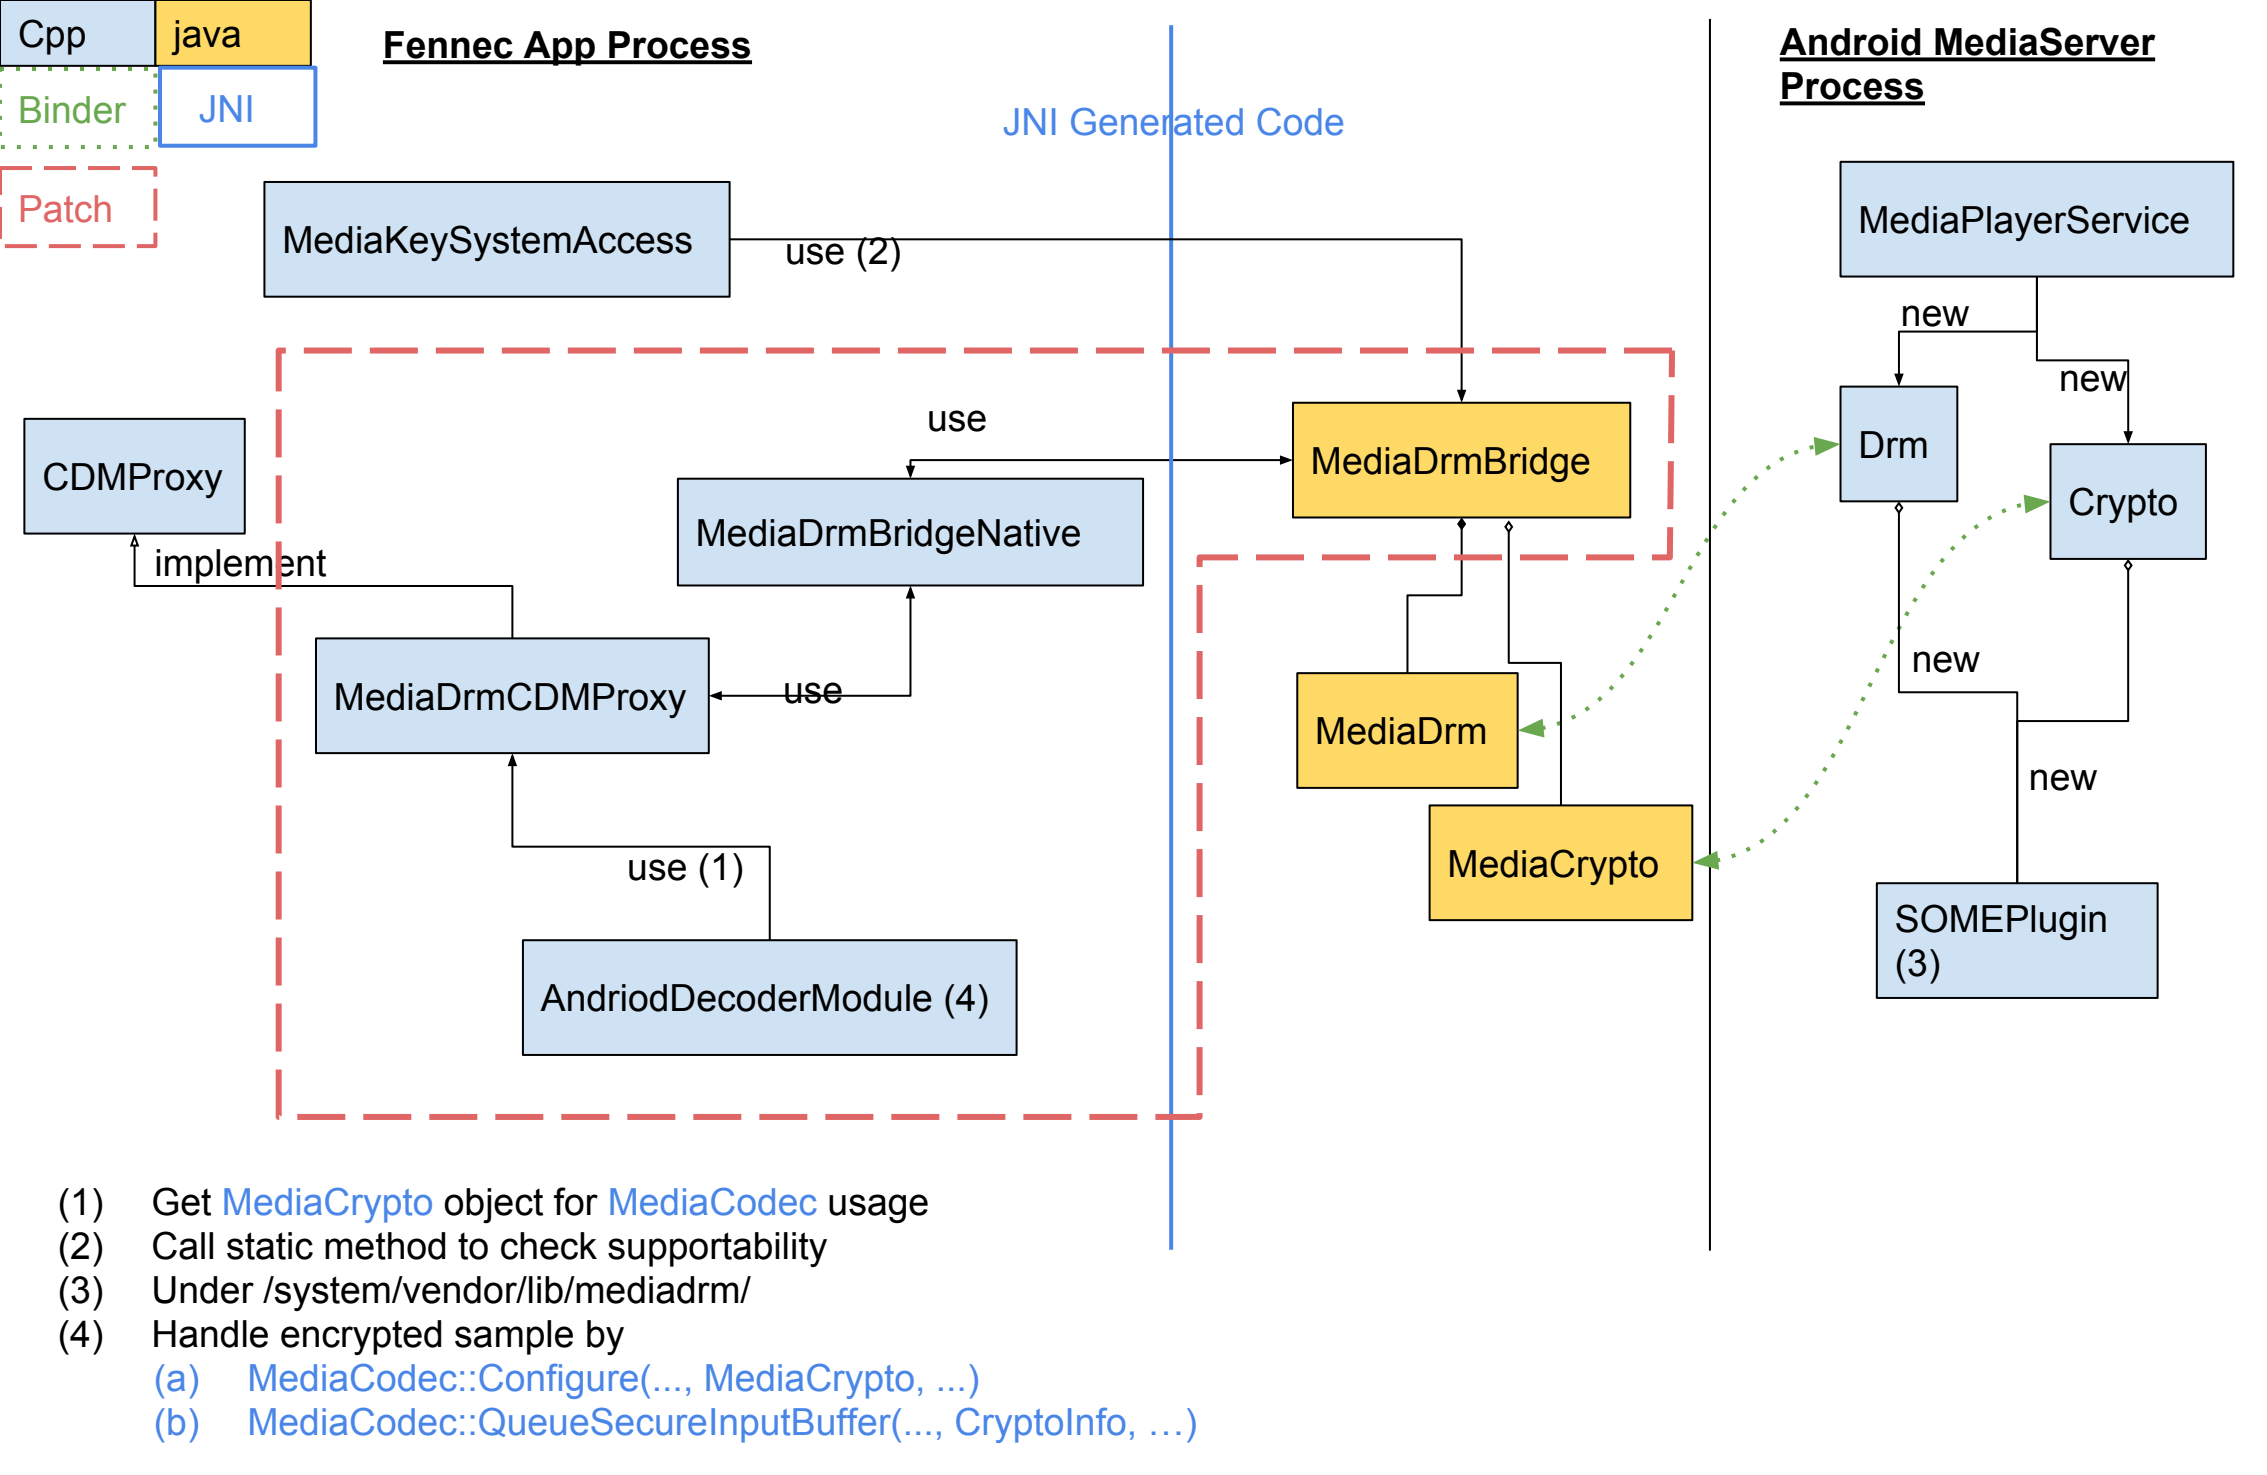 Cpp
java
Binder
JNI
Patch
Fennec App Process
JNI Generated Code
Android MediaServer
Process
MediaKeySystemAccess
use (2)
MediaPlayerService
new
new
CDMProxy
implement
use
MediaDrmBridgeNative
MediaDrmBridge
Drm
Crypto
MediaDrmCDMProxy
use
MediaDrm
new
new
use (1)
MediaCrypto
AndriodDecoderModule (4)
SOMEPlugin
(3)
(1) Get MediaCrypto object for MediaCodec usage
(2) Call static method to check supportability
(3) Under /system/vendor/lib/mediadrm/
(4) Handle encrypted sample by
(a) MediaCodec::Configure(..., MediaCrypto, ...)
(b) MediaCodec::QueueSecureInputBuffer(..., CryptoInfo, …)